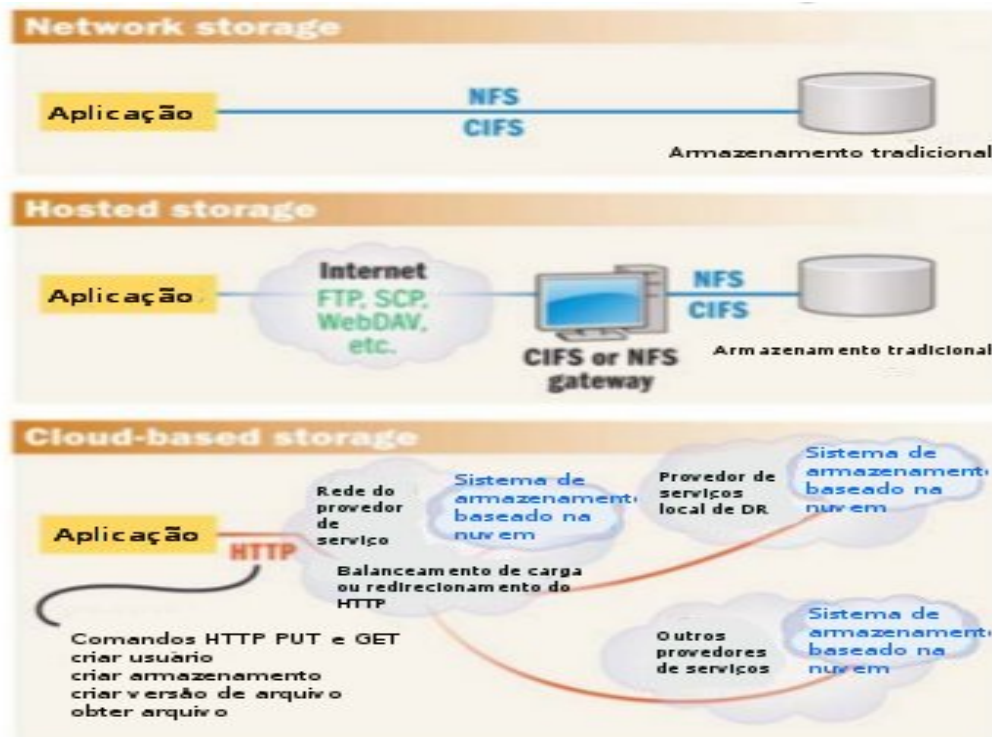 Network storage
Aplicação
NFS
CIFS
Armazenamento tradicional
Hosted storage
Aplicação
Internet
FTP, SCP,
WebDAV,
etc.
CIFS or NFS
gateway
NFS
CIFS
Armazenamento tradicional
Cloud-based storage
Aplicação
HTTP
Rede do
provedor
de
serviço
Sistema de
armazenamento
baseado na
nuvem
Balanceamento de carga
ou redirecionamento do
HTTP
Provedor de
serviços
local de DR
Sistema de
armazenamento
baseado na
nuvem
Outros
provedores
de serviços
Sistema de
armazenamento
baseado na
nuvem
Comandos HTTP PUT e GET
criar usuário
criar armazenamento
criar versão de arquivo
obter arquivo